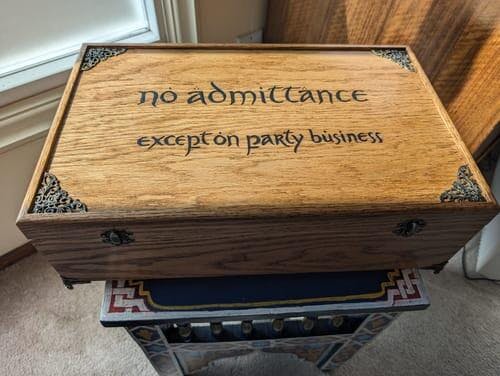 no admittance
except on party business